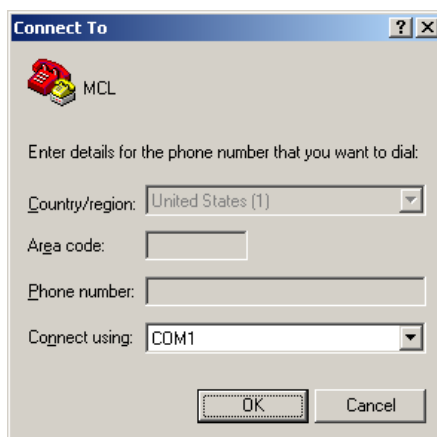 Connect To
MCL
Enter details for the phone number that you want to dial:
Country/region: United States (1)
Area code:
Phone number:
Connect using: COM1
OK Cancel